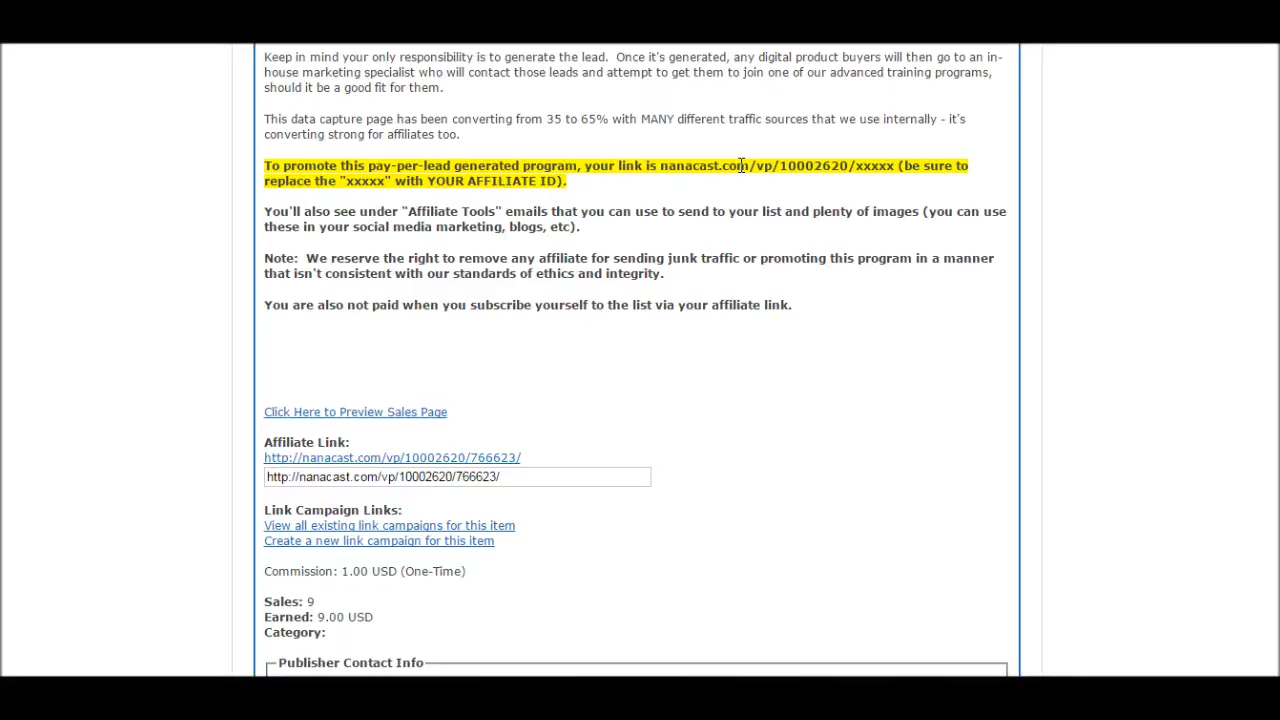 Keep in mind your only responsibility is to generate the lead.  Once it's generated, any digital product buyers will then go to an in-
house marketing specialist who will contact those leads and attempt to get them to join one of our advanced training programs,
should it be a good fit for them.
This data capture page has been converting from 35 to 65% with MANY different traffic sources that we use internally - it's
converting strong for affiliates too.
To promote this pay-per-lead generated program, your link is nanacast.com/vp/10002620/xxxxx (be sure to
replace the "xxxxx" with YOUR AFFILIATE ID).
You'll also see under "Affiliate Tools" emails that you can use to send to your list and plenty of images (you can use
these in your social media marketing, blogs, etc).
Note:  We reserve the right to remove any affiliate for sending junk traffic or promoting this program in a manner
that isn't consistent with our standards of ethics and integrity.
You are also not paid when you subscribe yourself to the list via your affiliate link.
Click Here to Preview Sales Page
Affiliate Link:
http://nanacast.com/vp/10002620/766623/
http://nanacast.com/vp/10002620/766623/
Link Campaign Links:
View all existing link campaigns for this item
Create a new link campaign for this item
Commission: 1.00 USD (One-Time)
Sales: 9
Earned: 9.00 USD
Category:
Publisher Contact Info